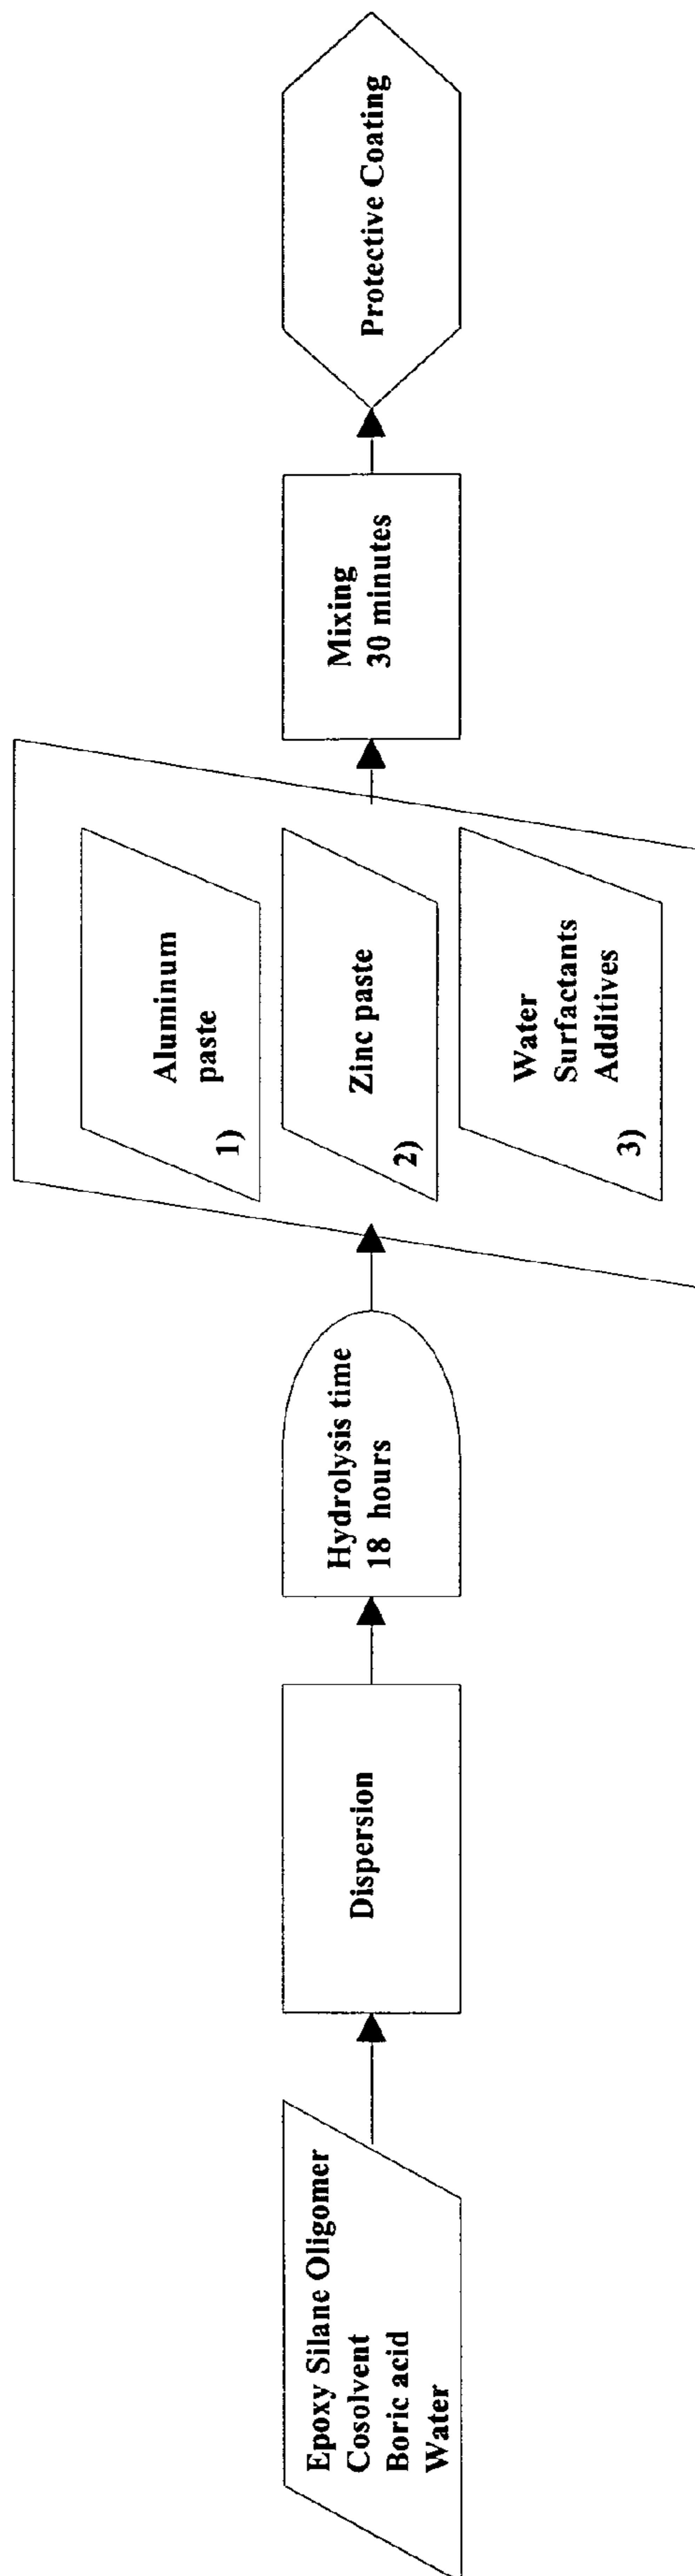 Epoxy Silane Oligomer
Cosolvent
Boric acid
Water
Dispersion
Hydrolysis time
18 hours
Aluminum
paste
1)
Zinc paste
2)
Water
Surfactants
Additives
3)
Mixing
30 minutes
Protective Coating